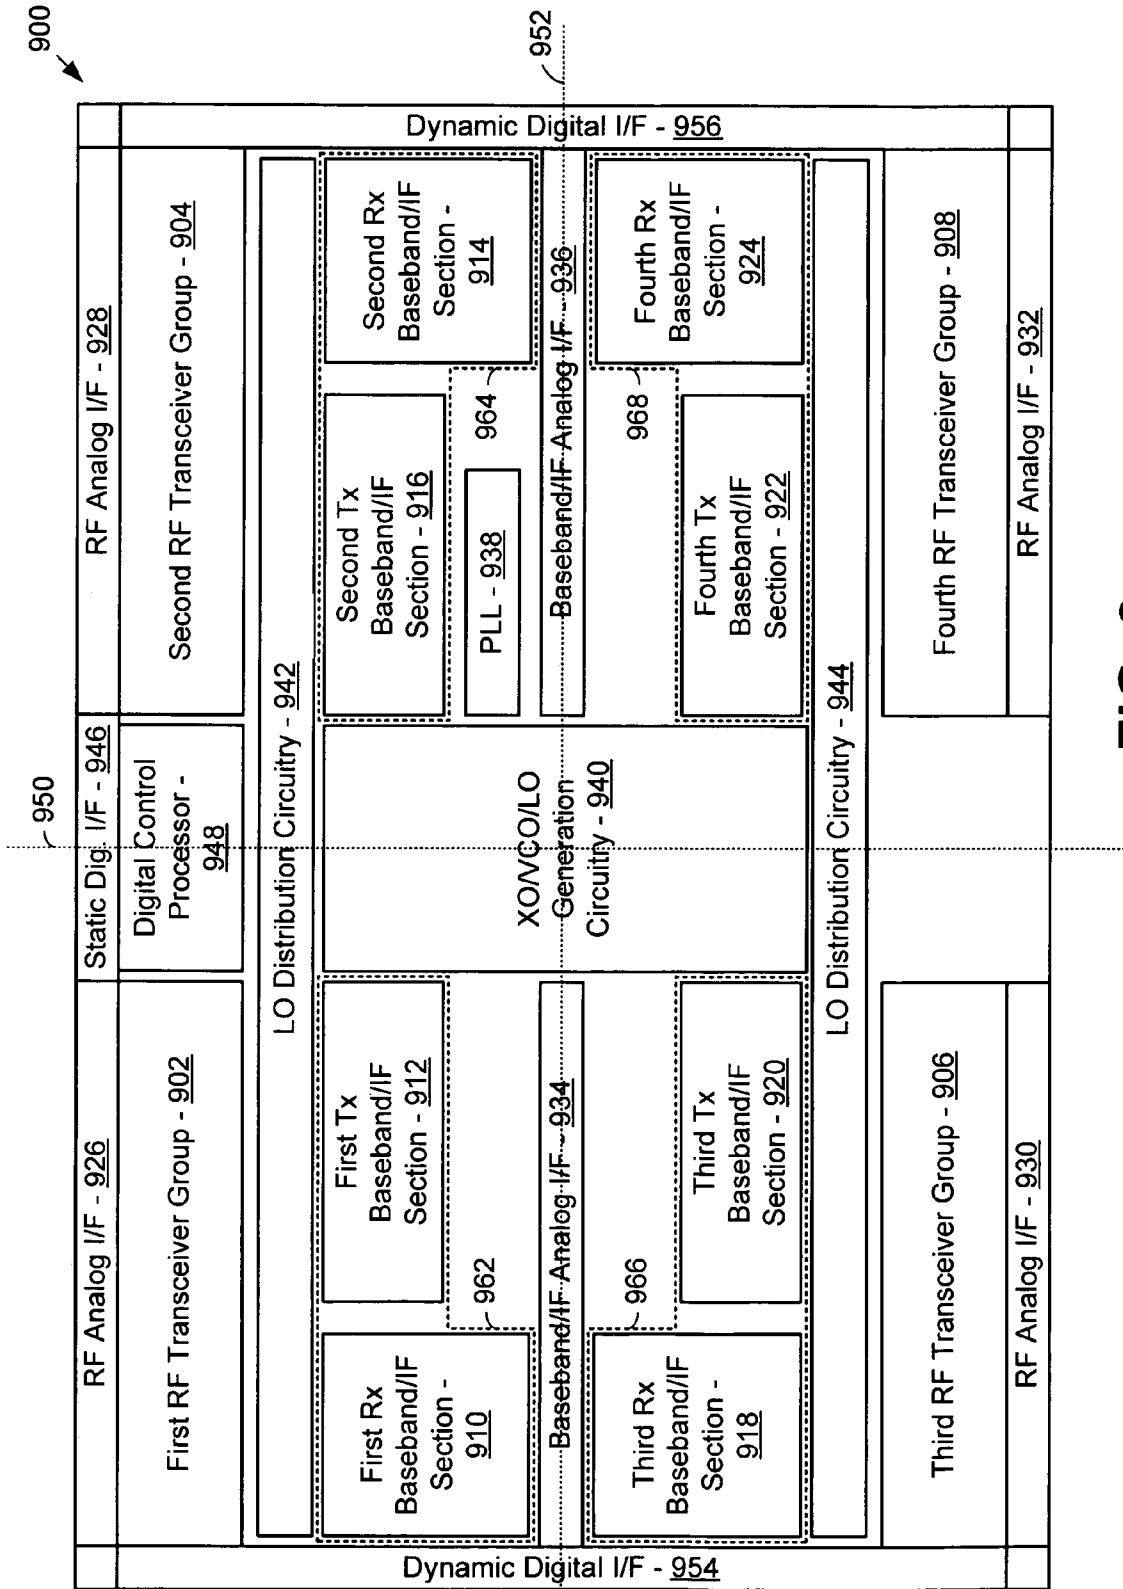 900
952
950
Dynamic Digital I/F - 956
RF Analog I/F - 926
Static Dig. I/F - 946
RF Analog I/F - 928
First RF Transceiver Group - 902
Digital Control
Processor -
948
Second RF Transceiver Group - 904
LO Distribution Circuitry - 942
First Rx
Baseband/IF
Section -
910
First Tx
Baseband/IF
Section - 912
962
XO/VCO/LO
Generation
Circuitry - 940
Second Tx
Baseband/IF
Section - 916
PLL - 938
964
Second Rx
Baseband/IF
Section -
914
Baseband/IF Analog I/F - 934
Baseband/IF Analog I/F - 936
Third Rx
Baseband/IF
Section -
918
966
Third Tx
Baseband/IF
Section - 920
Fourth Tx
Baseband/IF
Section - 922
968
Fourth Rx
Baseband/IF
Section -
924
LO Distribution Circuitry - 944
Third RF Transceiver Group - 906
Fourth RF Transceiver Group - 908
RF Analog I/F - 930
RF Analog I/F - 932
Dynamic Digital I/F - 954